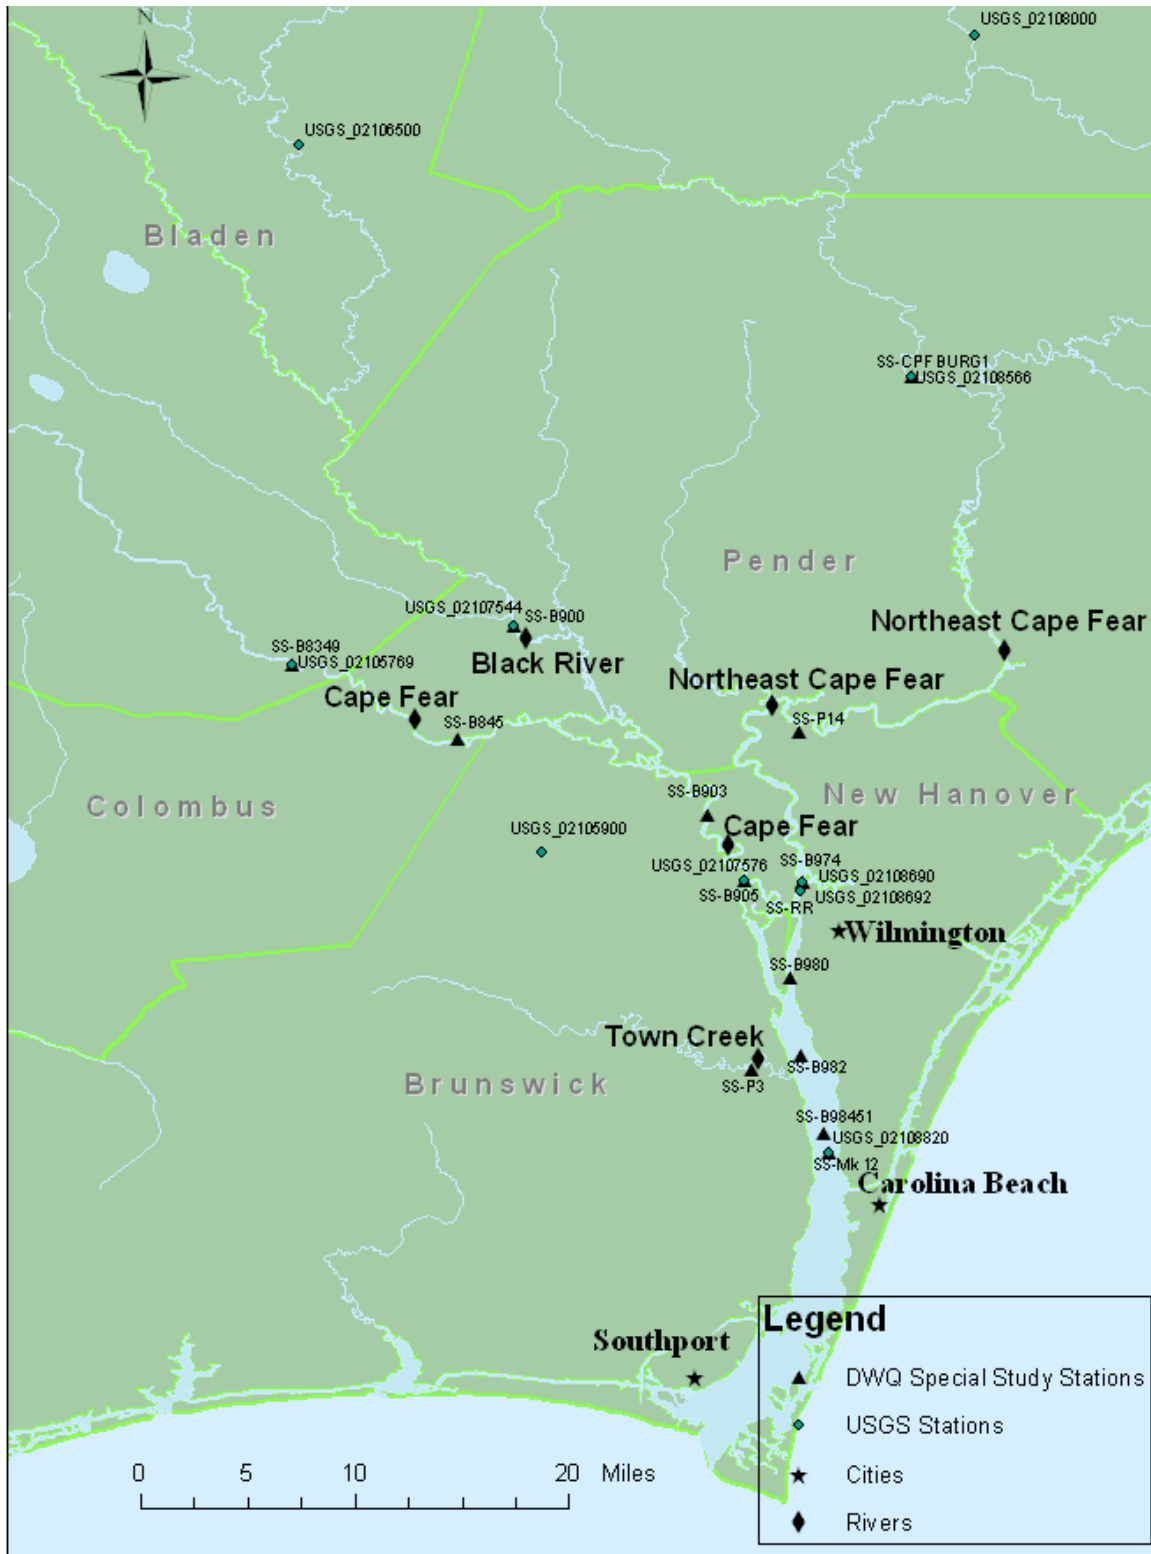 N
USGS_02108000
USGS_02106500
Bladen
SS-CPF BURG1
USGS_02108566
Pender
USGS_02107544
SS-B900
Northeast Cape Fear
SS-B8349
USGS_02105769
Black River
Northeast Cape Fear
Cape Fear
SS-B845
SS-P14
Colombus
New Hanover
SS-B903
USGS_02105900
Cape Fear
USGS_02107576
SS-B974
USGS_02108690
SS-B905
SS-RR
USGS_02108692
Wilmington
SS-B980
Town Creek
SS-B982
Brunswick
SS-P3
SS-B98451
USGS_02108820
SS-Mk 12
Carolina Beach
Legend
Southport
DWQ Special Study Stations
USGS Stations
0 5 10 20 Miles
Cities
Rivers